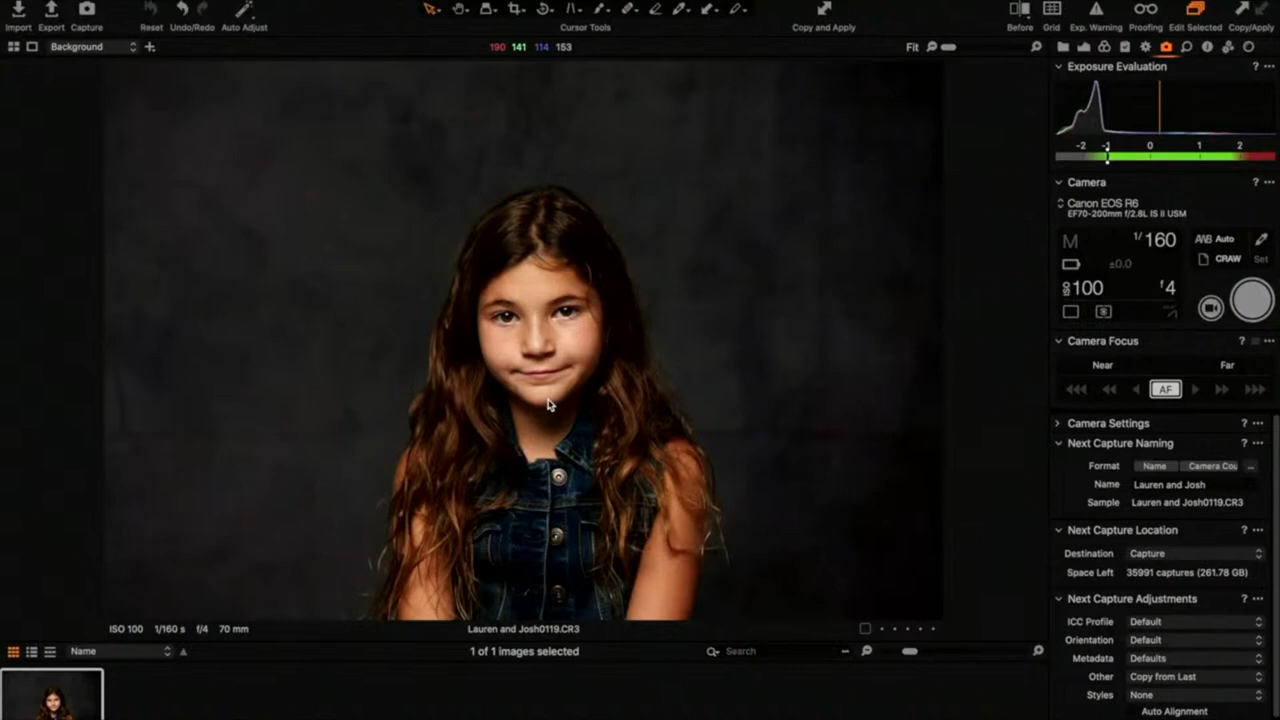 Import Export Capture Reset Undo/Redo Auto Adjust Cursor Tools Copy and Apply Before Grid Exp. Warning Proofing Edit Selected Copy/Apply
Background 190 141 114 153 Fit
Exposure Evaluation ? ...
-2 -1 0 1 2
Camera ? ...
Canon EOS R6
EF70-200mm f/2.8L IS II USM
M 1/160 AWB Auto
±0.0 CRAW Set
ISO 100 f4
Camera Focus ? ...
Near Far
AF
Camera Settings ? ...
Next Capture Naming ? ...
Format Name Camera Cou ...
Name Lauren and Josh
Sample Lauren and Josh0119.CR3
Next Capture Location ? ...
Destination Capture
Space Left 35991 captures (261.78 GB)
Next Capture Adjustments ? ...
ICC Profile Default
Orientation Default
Metadata Defaults
Other Copy from Last
Styles None
Auto Alignment
ISO 100 1/160 s f/4 70 mm Lauren and Josh0119.CR3
Name 1 of 1 images selected Search